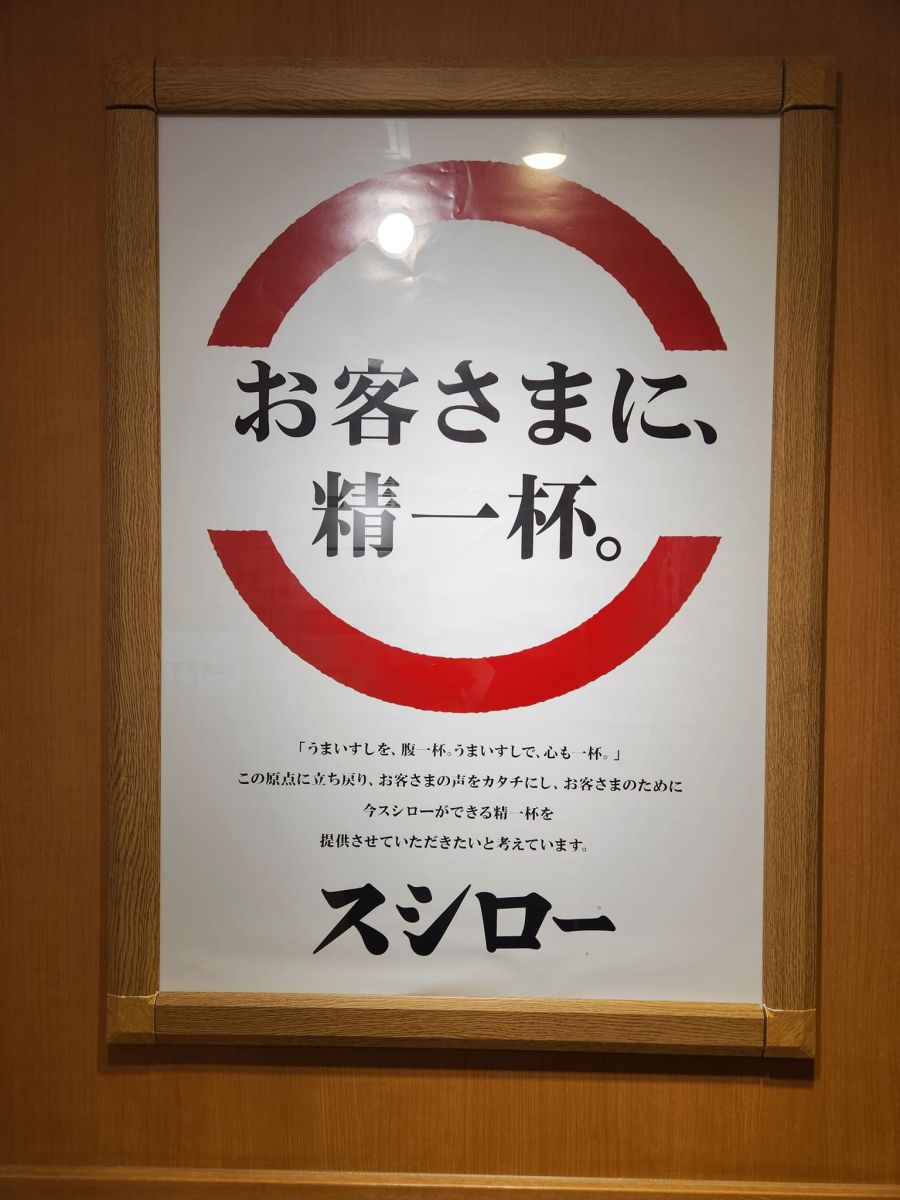 お客さまに、
精一杯。
「うまいすしを、腹一杯。うまいすしで、心も一杯。」
この原点に立ち戻り、お客さまの声をカタチにし、お客さまのために
今スシローができる精一杯を
提供させていただきたいと考えています。
スシロー